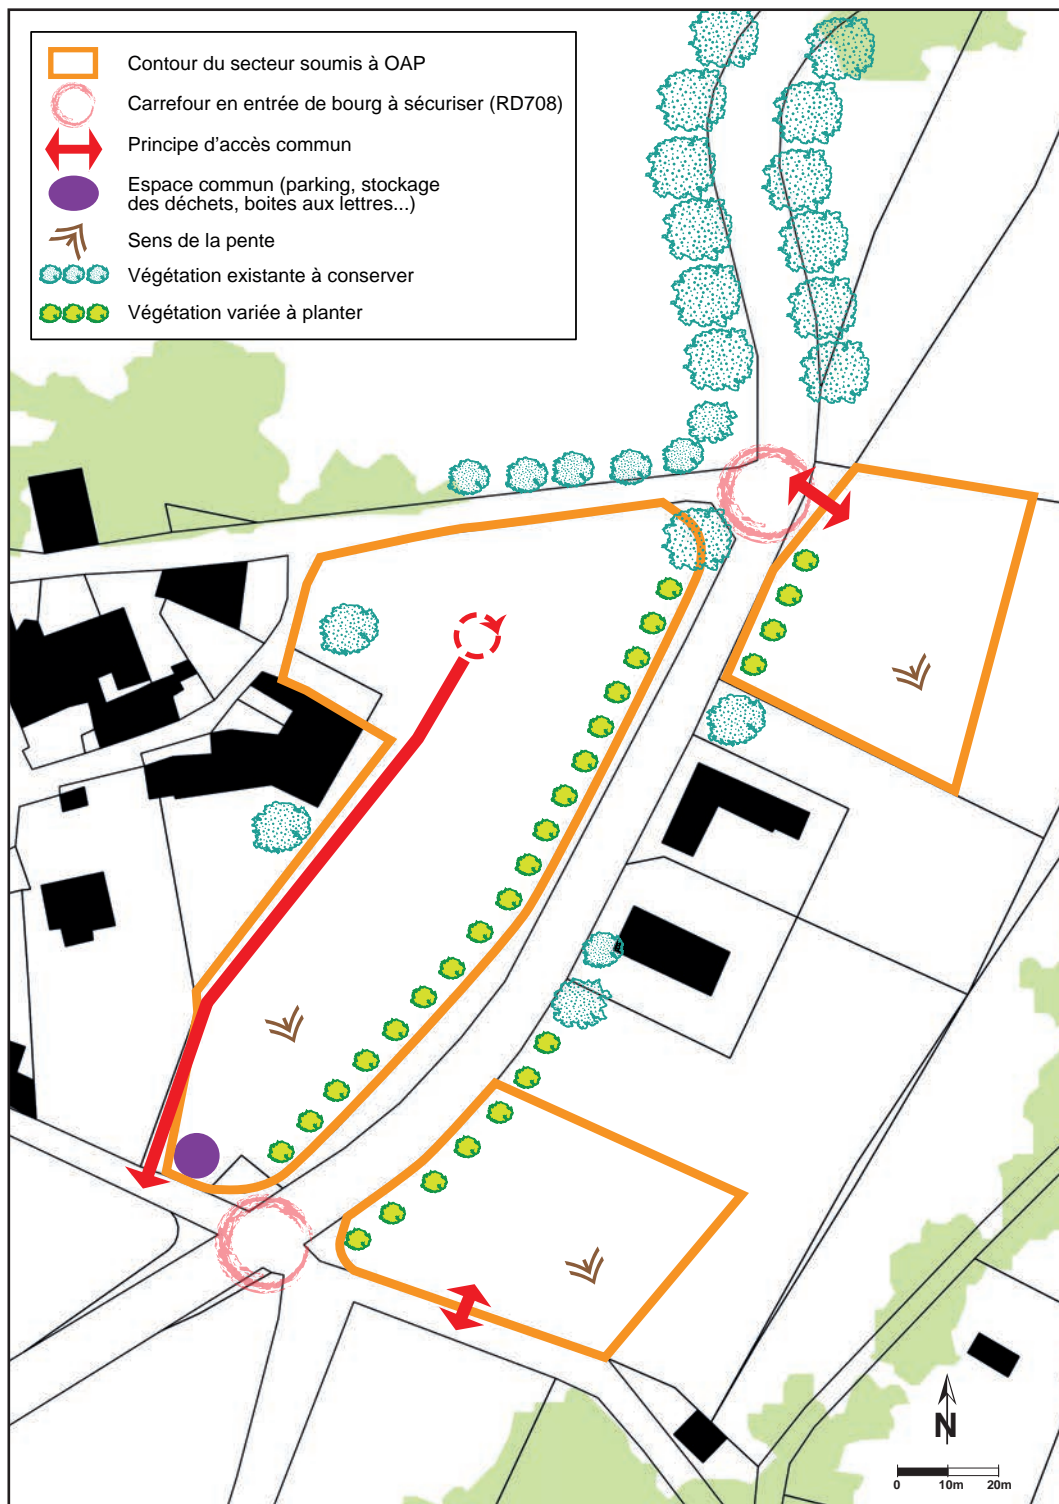 Contour du secteur soumis à OAP
Carrefour en entrée de bourg à sécuriser (RD708)
Principe d'accès commun
Espace commun (parking, stockage
des déchets, boites aux lettres...)
Sens de la pente
Végétation existante à conserver
Végétation variée à planter
N
0 10m 20m